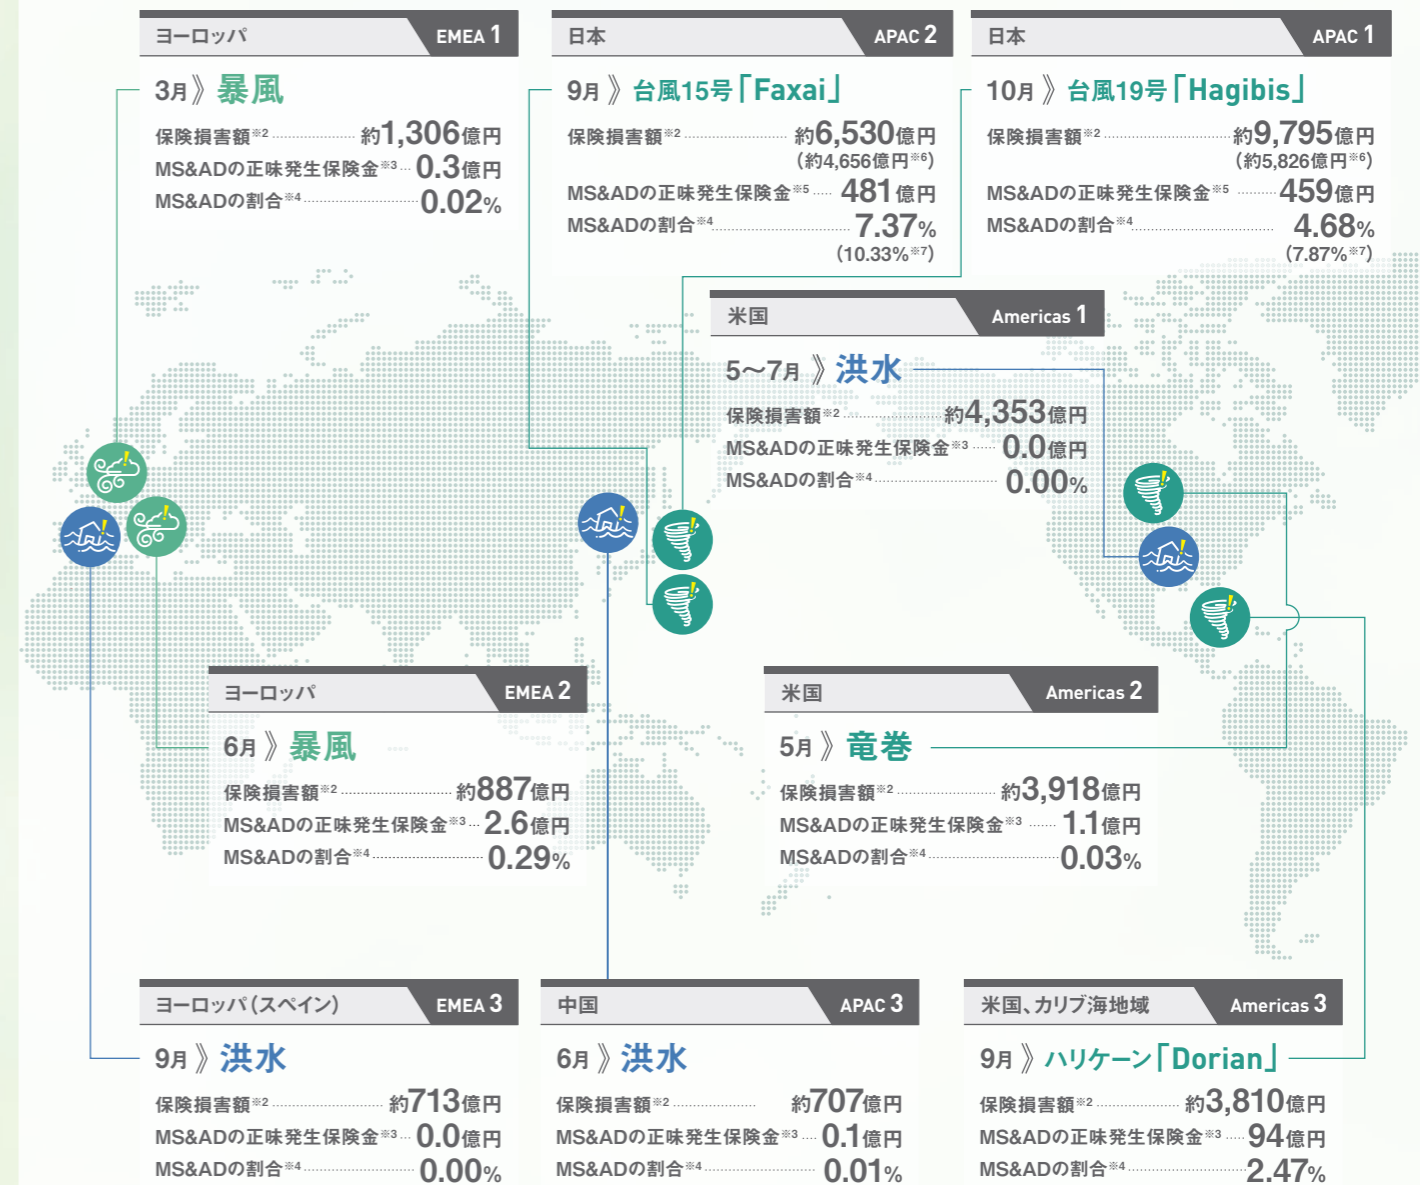 ヨーロッパ EMEA 1
3月》暴風
保険損害額※2 約1,306億円
MS&ADの正味発生保険金※3 0.3億円
MS&ADの割合※4 0.02%
日本 APAC 2
9月》台風15号「Faxai」
保険損害額※2 約6,530億円
(約4,656億円※6)
MS&ADの正味発生保険金※5 481億円
MS&ADの割合※4 7.37%
(10.33%※7)
日本 APAC 1
10月》台風19号「Hagibis」
保険損害額※2 約9,795億円
(約5,826億円※6)
MS&ADの正味発生保険金※5 459億円
MS&ADの割合※4 4.68%
(7.87%※7)
米国 Americas 1
5〜7月》洪水
保険損害額※2 約4,353億円
MS&ADの正味発生保険金※3 0.0億円
MS&ADの割合※4 0.00%
ヨーロッパ EMEA 2
6月》暴風
保険損害額※2 約887億円
MS&ADの正味発生保険金※3 2.6億円
MS&ADの割合※4 0.29%
米国 Americas 2
5月》竜巻
保険損害額※2 約3,918億円
MS&ADの正味発生保険金※3 1.1億円
MS&ADの割合※4 0.03%
ヨーロッパ(スペイン) EMEA 3
9月》洪水
保険損害額※2 約713億円
MS&ADの正味発生保険金※3 0.0億円
MS&ADの割合※4 0.00%
中国 APAC 3
6月》洪水
保険損害額※2 約707億円
MS&ADの正味発生保険金※3 0.1億円
MS&ADの割合※4 0.01%
米国、カリブ海地域 Americas 3
9月》ハリケーン「Dorian」
保険損害額※2 約3,810億円
MS&ADの正味発生保険金※3 94億円
MS&ADの割合※4 2.47%